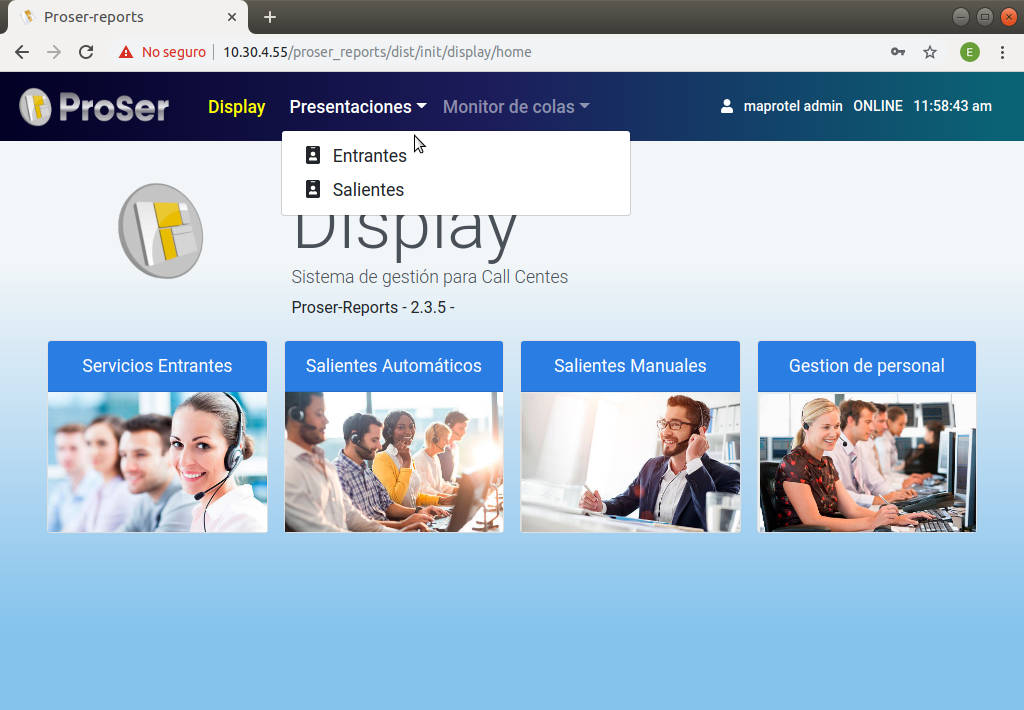 Proser-reports
No seguro 10.30.4.55/proser_reports/dist/init/display/home
E
ProSer Display Presentaciones Monitor de colas maprotel admin ONLINE 11:58:43 am
Entrantes
Salientes
Display
Sistema de gestión para Call Centes
Proser-Reports - 2.3.5 -
Servicios Entrantes Salientes Automáticos Salientes Manuales Gestion de personal